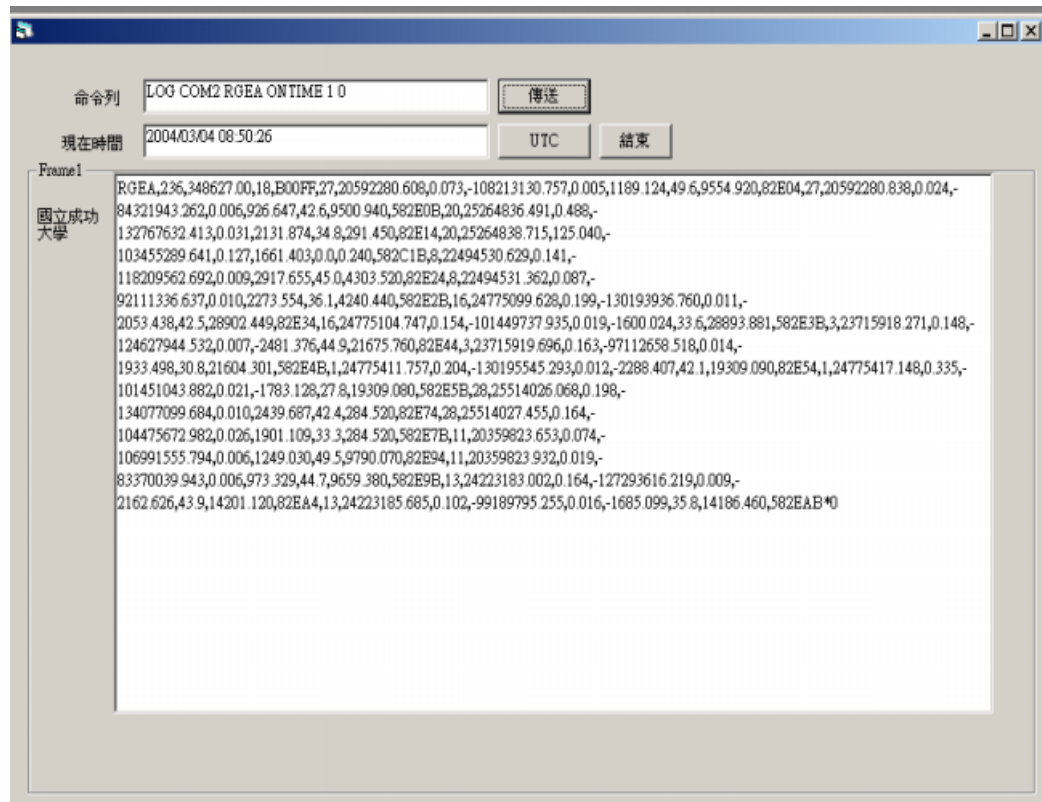 命令列
LOG COM2 RGEA ONTIME 1 0
傳送
現在時間
2004/03/04 08:50:26
UTC
結束
Frame1
國立成功
大學
RGEA,236,348627.00,18,B00FF,27,20592280.608,0.073,-108213130.757,0.005,1189.124,49.6,9554.920,82E04,27,20592280.838,0.024,-
84321943.262,0.006,926.647,42.6,9500.940,582E0B,20,25264836.491,0.488,-
132767632.413,0.031,2131.874,34.8,291.450,82E14,20,25264838.715,125.040,-
103455289.641,0.127,1661.403,0.0,0.240,582C1B,8,22494530.629,0.141,-
118209562.692,0.009,2917.655,45.0,4303.520,82E24,8,22494531.362,0.087,-
92111336.637,0.010,2273.554,36.1,4240.440,582E2B,16,24775099.628,0.199,-130193936.760,0.011,-
2053.438,42.5,28902.449,82E34,16,24775104.747,0.154,-101449737.935,0.019,-1600.024,33.6,28893.881,582E3B,3,23715918.271,0.148,-
124627944.532,0.007,-2481.376,44.9,21675.760,82E44,3,23715919.696,0.163,-97112658.518,0.014,-
1933.498,30.8,21604.301,582E4B,1,24775411.757,0.204,-130195545.293,0.012,-2288.407,42.1,19309.090,82E54,1,24775417.148,0.335,-
101451043.882,0.021,-1783.128,27.8,19309.080,582E5B,28,25514026.068,0.198,-
134077099.684,0.010,2439.687,42.4,284.520,82E74,28,25514027.455,0.164,-
104475672.982,0.026,1901.109,33.3,284.520,582E7B,11,20359823.653,0.074,-
106991555.794,0.006,1249.030,49.5,9790.070,82E94,11,20359823.932,0.019,-
83370039.943,0.006,973.329,44.7,9659.380,582E9B,13,24223183.002,0.164,-127293616.219,0.009,-
2162.626,43.9,14201.120,82EA4,13,24223185.685,0.102,-99189795.255,0.016,-1685.099,35.8,14186.460,582EAB*0